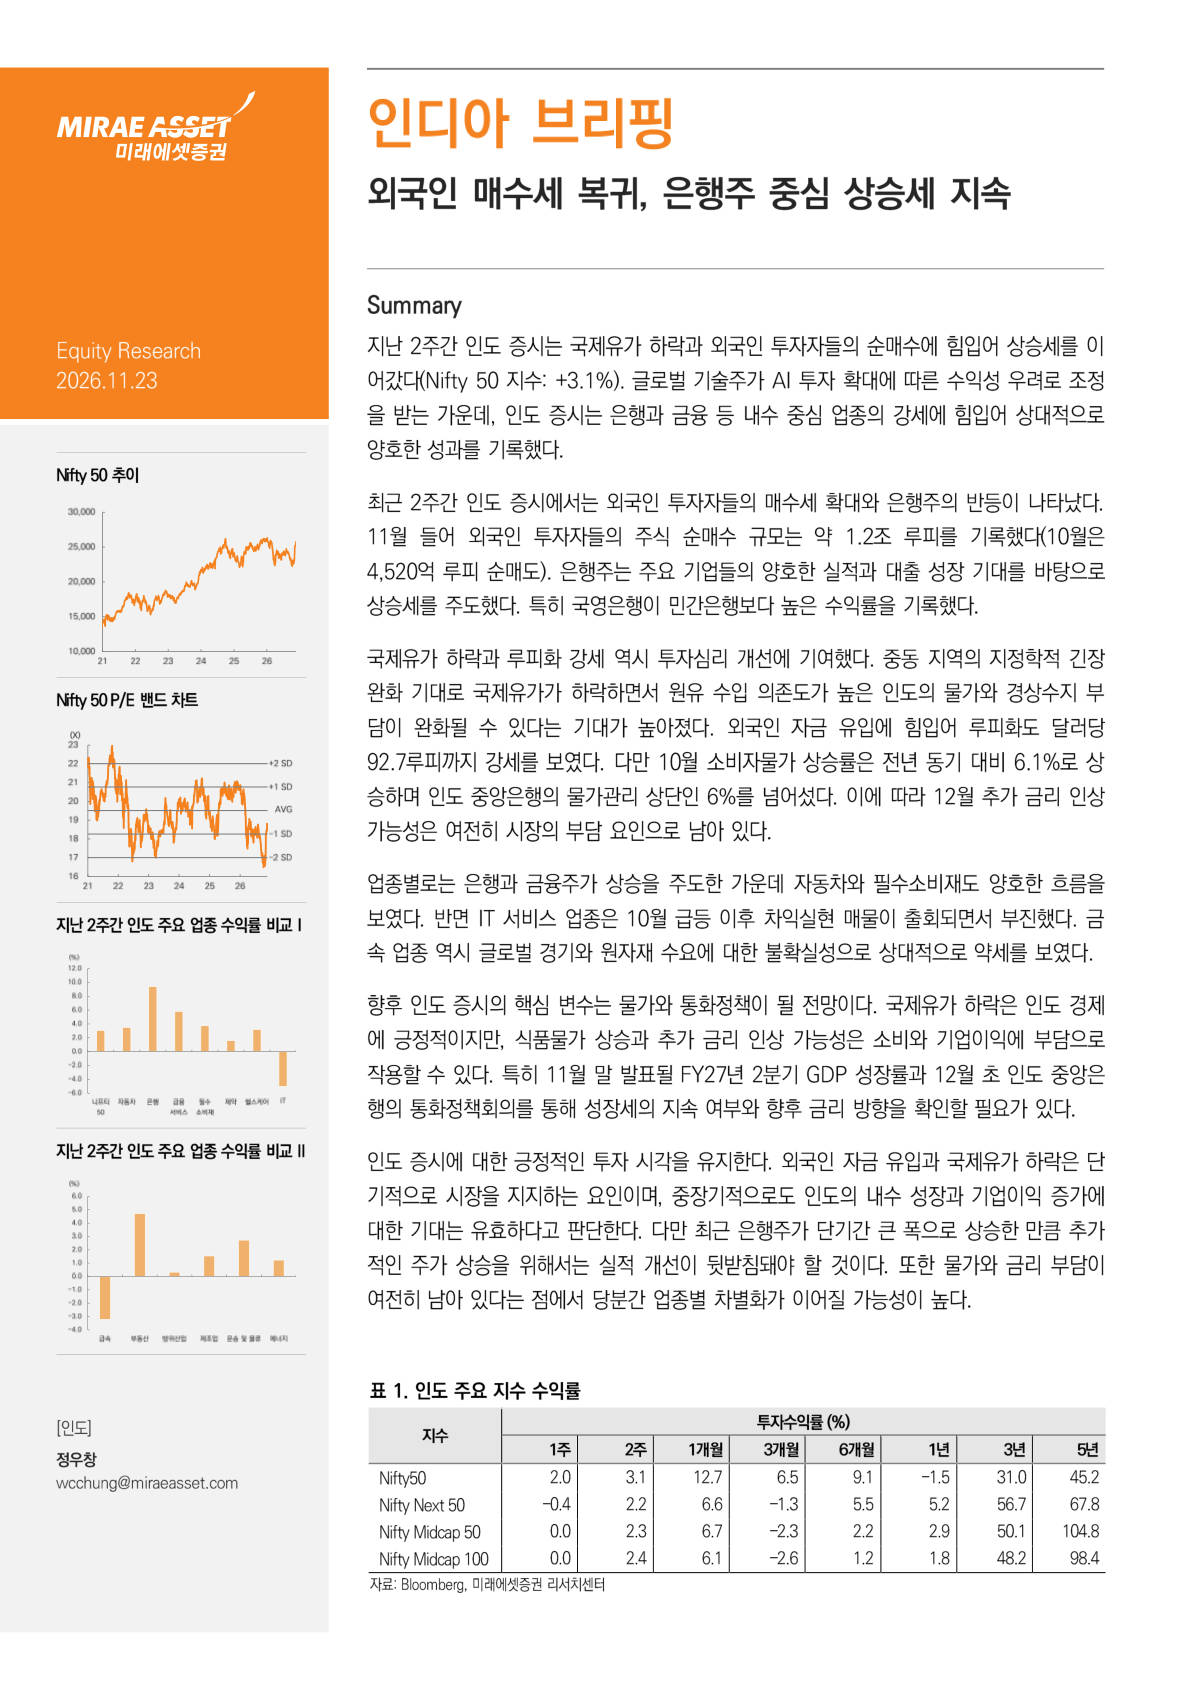 MIRAE ASSET
미래에셋증권
Equity Research
2026.11.23
인디아 브리핑
외국인 매수세 복귀, 은행주 중심 상승세 지속
Summary
지난 2주간 인도 증시는 국제유가 하락과 외국인 투자자들의 순매수에 힘입어 상승세를 이
어갔다(Nifty 50 지수: +3.1%). 글로벌 기술주가 AI 투자 확대에 따른 수익성 우려로 조정
을 받는 가운데, 인도 증시는 은행과 금융 등 내수 중심 업종의 강세에 힘입어 상대적으로
양호한 성과를 기록했다.
최근 2주간 인도 증시에서는 외국인 투자자들의 매수세 확대와 은행주의 반등이 나타났다.
11월 들어 외국인 투자자들의 주식 순매수 규모는 약 1.2조 루피를 기록했다(10월은
4,520억 루피 순매도). 은행주는 주요 기업들의 양호한 실적과 대출 성장 기대를 바탕으로
상승세를 주도했다. 특히 국영은행이 민간은행보다 높은 수익률을 기록했다.
국제유가 하락과 루피화 강세 역시 투자심리 개선에 기여했다. 중동 지역의 지정학적 긴장
완화 기대로 국제유가가 하락하면서 원유 수입 의존도가 높은 인도의 물가와 경상수지 부
담이 완화될 수 있다는 기대가 높아졌다. 외국인 자금 유입에 힘입어 루피화도 달러당
92.7루피까지 강세를 보였다. 다만 10월 소비자물가 상승률은 전년 동기 대비 6.1%로 상
승하며 인도 중앙은행의 물가관리 상단인 6%를 넘어섰다. 이에 따라 12월 추가 금리 인상
가능성은 여전히 시장의 부담 요인으로 남아 있다.
업종별로는 은행과 금융주가 상승을 주도한 가운데 자동차와 필수소비재도 양호한 흐름을
보였다. 반면 IT 서비스 업종은 10월 급등 이후 차익실현 매물이 출회되면서 부진했다. 금
속 업종 역시 글로벌 경기와 원자재 수요에 대한 불확실성으로 상대적으로 약세를 보였다.
향후 인도 증시의 핵심 변수는 물가와 통화정책이 될 전망이다. 국제유가 하락은 인도 경제
에 긍정적이지만, 식품물가 상승과 추가 금리 인상 가능성은 소비와 기업이익에 부담으로
작용할 수 있다. 특히 11월 말 발표될 FY27년 2분기 GDP 성장률과 12월 초 인도 중앙은
행의 통화정책회의를 통해 성장세의 지속 여부와 향후 금리 방향을 확인할 필요가 있다.
인도 증시에 대한 긍정적인 투자 시각을 유지한다. 외국인 자금 유입과 국제유가 하락은 단
기적으로 시장을 지지하는 요인이며, 중장기적으로도 인도의 내수 성장과 기업이익 증가에
대한 기대는 유효하다고 판단한다. 다만 최근 은행주가 단기간 큰 폭으로 상승한 만큼 추가
적인 주가 상승을 위해서는 실적 개선이 뒷받침돼야 할 것이다. 또한 물가와 금리 부담이
여전히 남아 있다는 점에서 당분간 업종별 차별화가 이어질 가능성이 높다.
Nifty 50 추이
30,000
25,000
20,000
15,000
10,000
21 22 23 24 25 26
Nifty 50 P/E 밴드 차트
(X)
23
22
21
20
19
18
17
16
+2 SD
+1 SD
AVG
-1 SD
-2 SD
21 22 23 24 25 26
지난 2주간 인도 주요 업종 수익률 비교 I
(%)
12.0
10.0
8.0
6.0
4.0
2.0
0.0
-2.0
-4.0
-6.0
니프티 자동차 은행 금융 필수 제약 헬스케어 IT
50 서비스 소비재
지난 2주간 인도 주요 업종 수익률 비교 II
(%)
6.0
5.0
4.0
3.0
2.0
1.0
0.0
-1.0
-2.0
-3.0
-4.0
금속 부동산 방위산업 제조업 운송 및 물류 에너지
[인도]
정우창
wcchung@miraeasset.com
표 1. 인도 주요 지수 수익률
지수 투자수익률 (%)
1주 2주 1개월 3개월 6개월 1년 3년 5년
Nifty50 2.0 3.1 12.7 6.5 9.1 -1.5 31.0 45.2
Nifty Next 50 -0.4 2.2 6.6 -1.3 5.5 5.2 56.7 67.8
Nifty Midcap 50 0.0 2.3 6.7 -2.3 2.2 2.9 50.1 104.8
Nifty Midcap 100 0.0 2.4 6.1 -2.6 1.2 1.8 48.2 98.4
자료: Bloomberg, 미래에셋증권 리서치센터